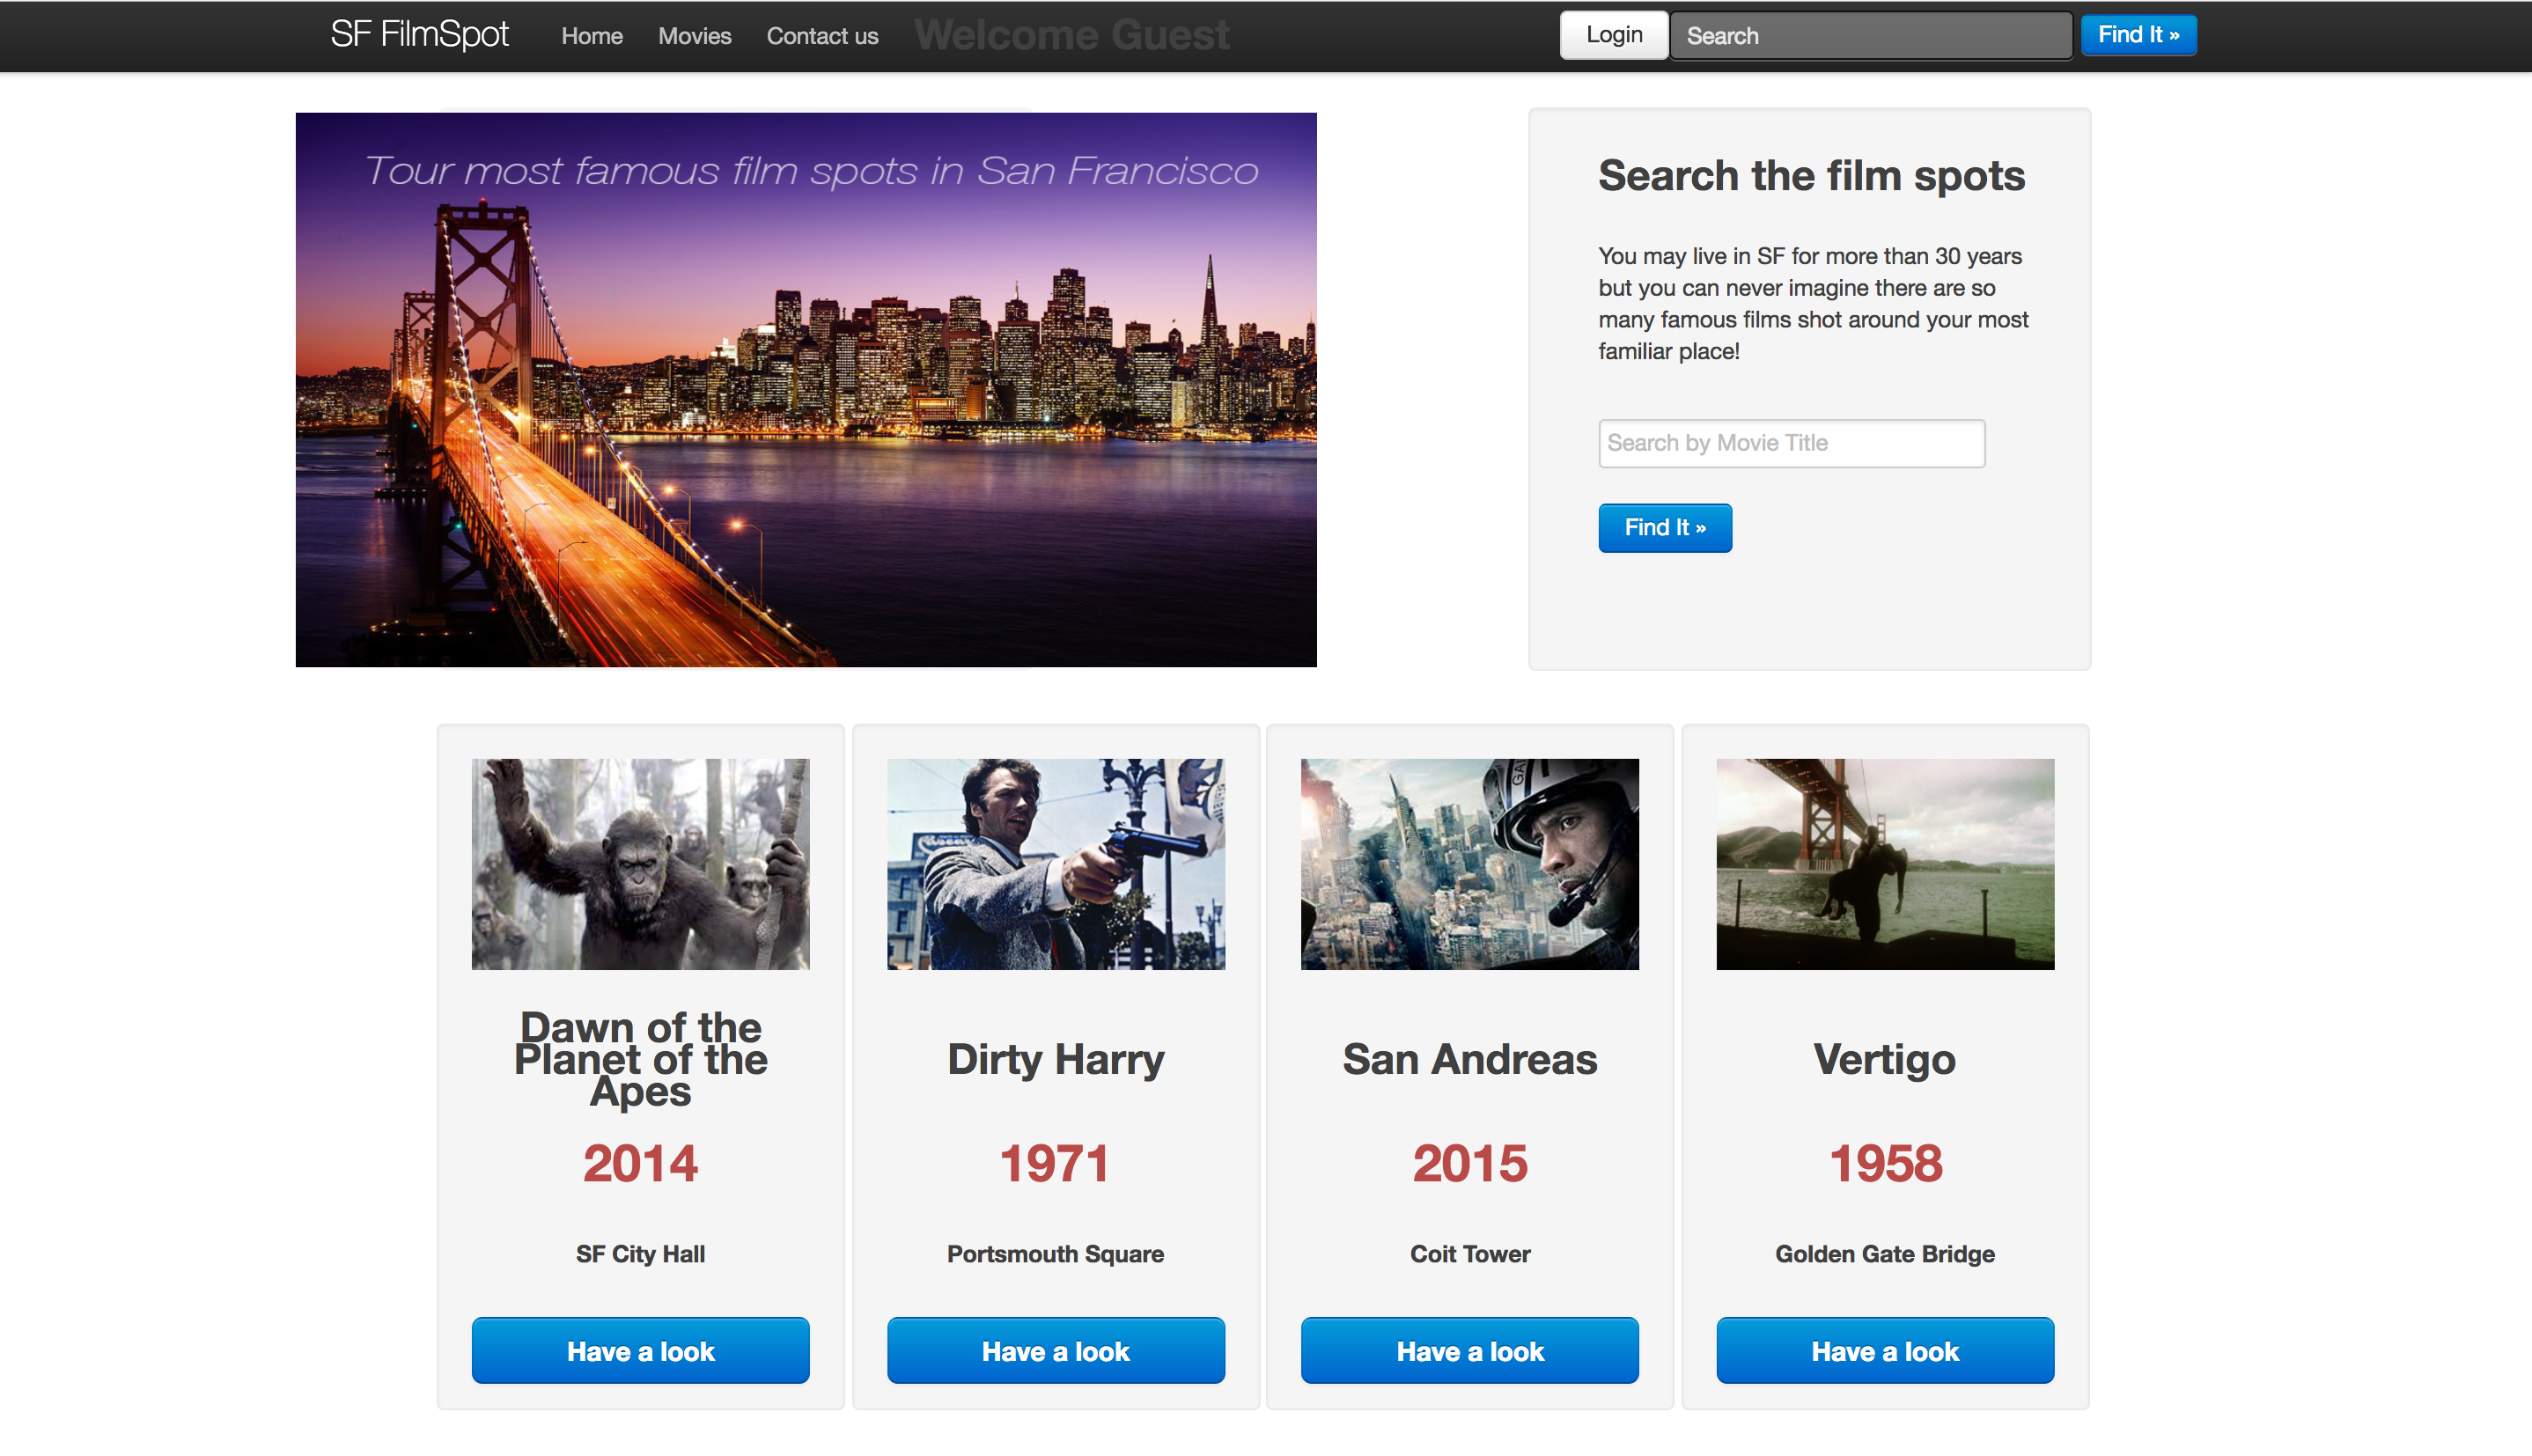 SF FilmSpot Home Movies Contact us Welcome Guest Login Search Find It »
Tour most famous film spots in San Francisco
Search the film spots
You may live in SF for more than 30 years
but you can never imagine there are so
many famous films shot around your most
familiar place!
Search by Movie Title
Find It »
GA
Dawn of the
Planet of the
Apes
2014
SF City Hall
Have a look
Dirty Harry
1971
Portsmouth Square
Have a look
San Andreas
2015
Coit Tower
Have a look
Vertigo
1958
Golden Gate Bridge
Have a look